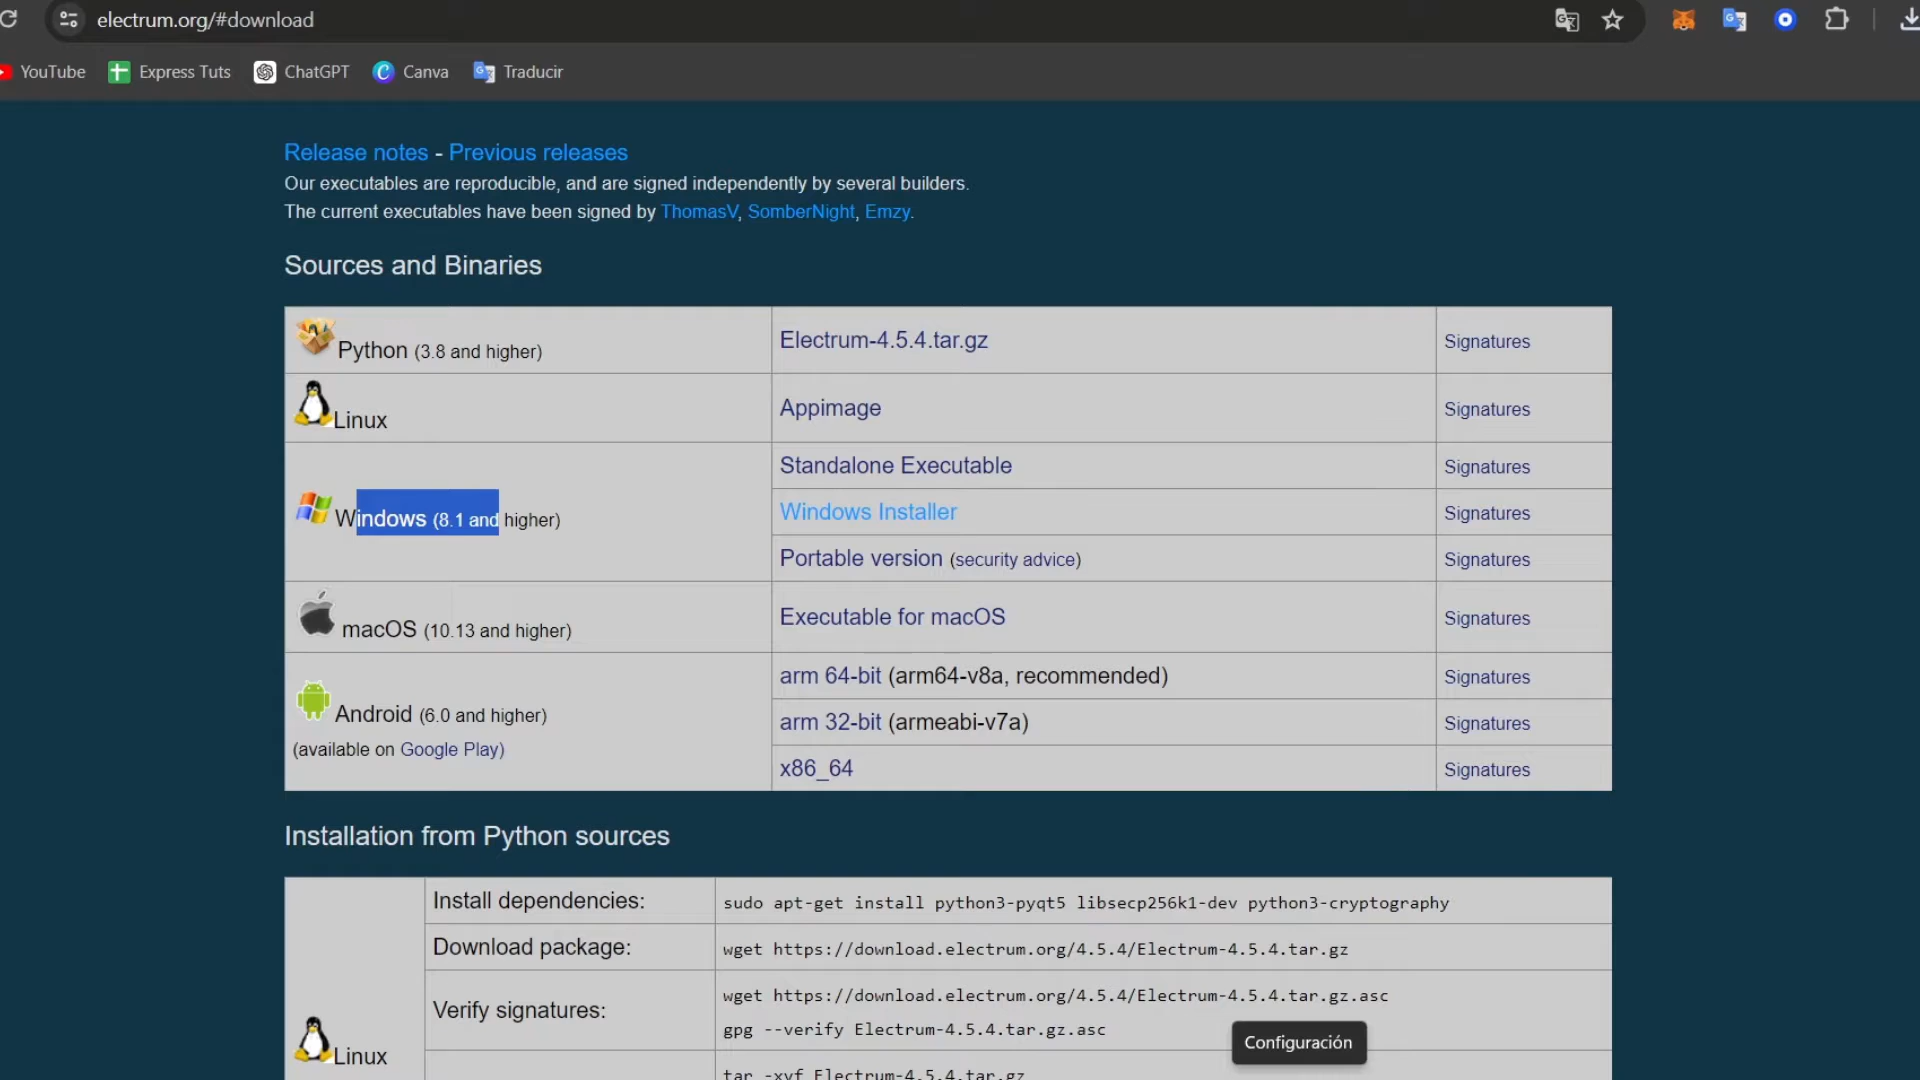 electrum.org/#download
YouTube Express Tuts ChatGPT Canva Traducir
Release notes - Previous releases
Our executables are reproducible, and are signed independently by several builders.
The current executables have been signed by ThomasV, SomberNight, Emzy.
Sources and Binaries
Python (3.8 and higher) Electrum-4.5.4.tar.gz Signatures
Linux Appimage Signatures
Windows (8.1 and higher)
Standalone Executable Signatures
Windows Installer Signatures
Portable version (security advice) Signatures
macOS (10.13 and higher) Executable for macOS Signatures
Android (6.0 and higher)
(available on Google Play)
arm 64-bit (arm64-v8a, recommended) Signatures
arm 32-bit (armeabi-v7a) Signatures
x86_64 Signatures
Installation from Python sources
Linux
Install dependencies: sudo apt-get install python3-pyqt5 libsecp256k1-dev python3-cryptography
Download package: wget https://download.electrum.org/4.5.4/Electrum-4.5.4.tar.gz
Verify signatures: wget https://download.electrum.org/4.5.4/Electrum-4.5.4.tar.gz.asc
gpg --verify Electrum-4.5.4.tar.gz.asc
Configuración
tar -xvf Electrum-4.5.4.tar.gz